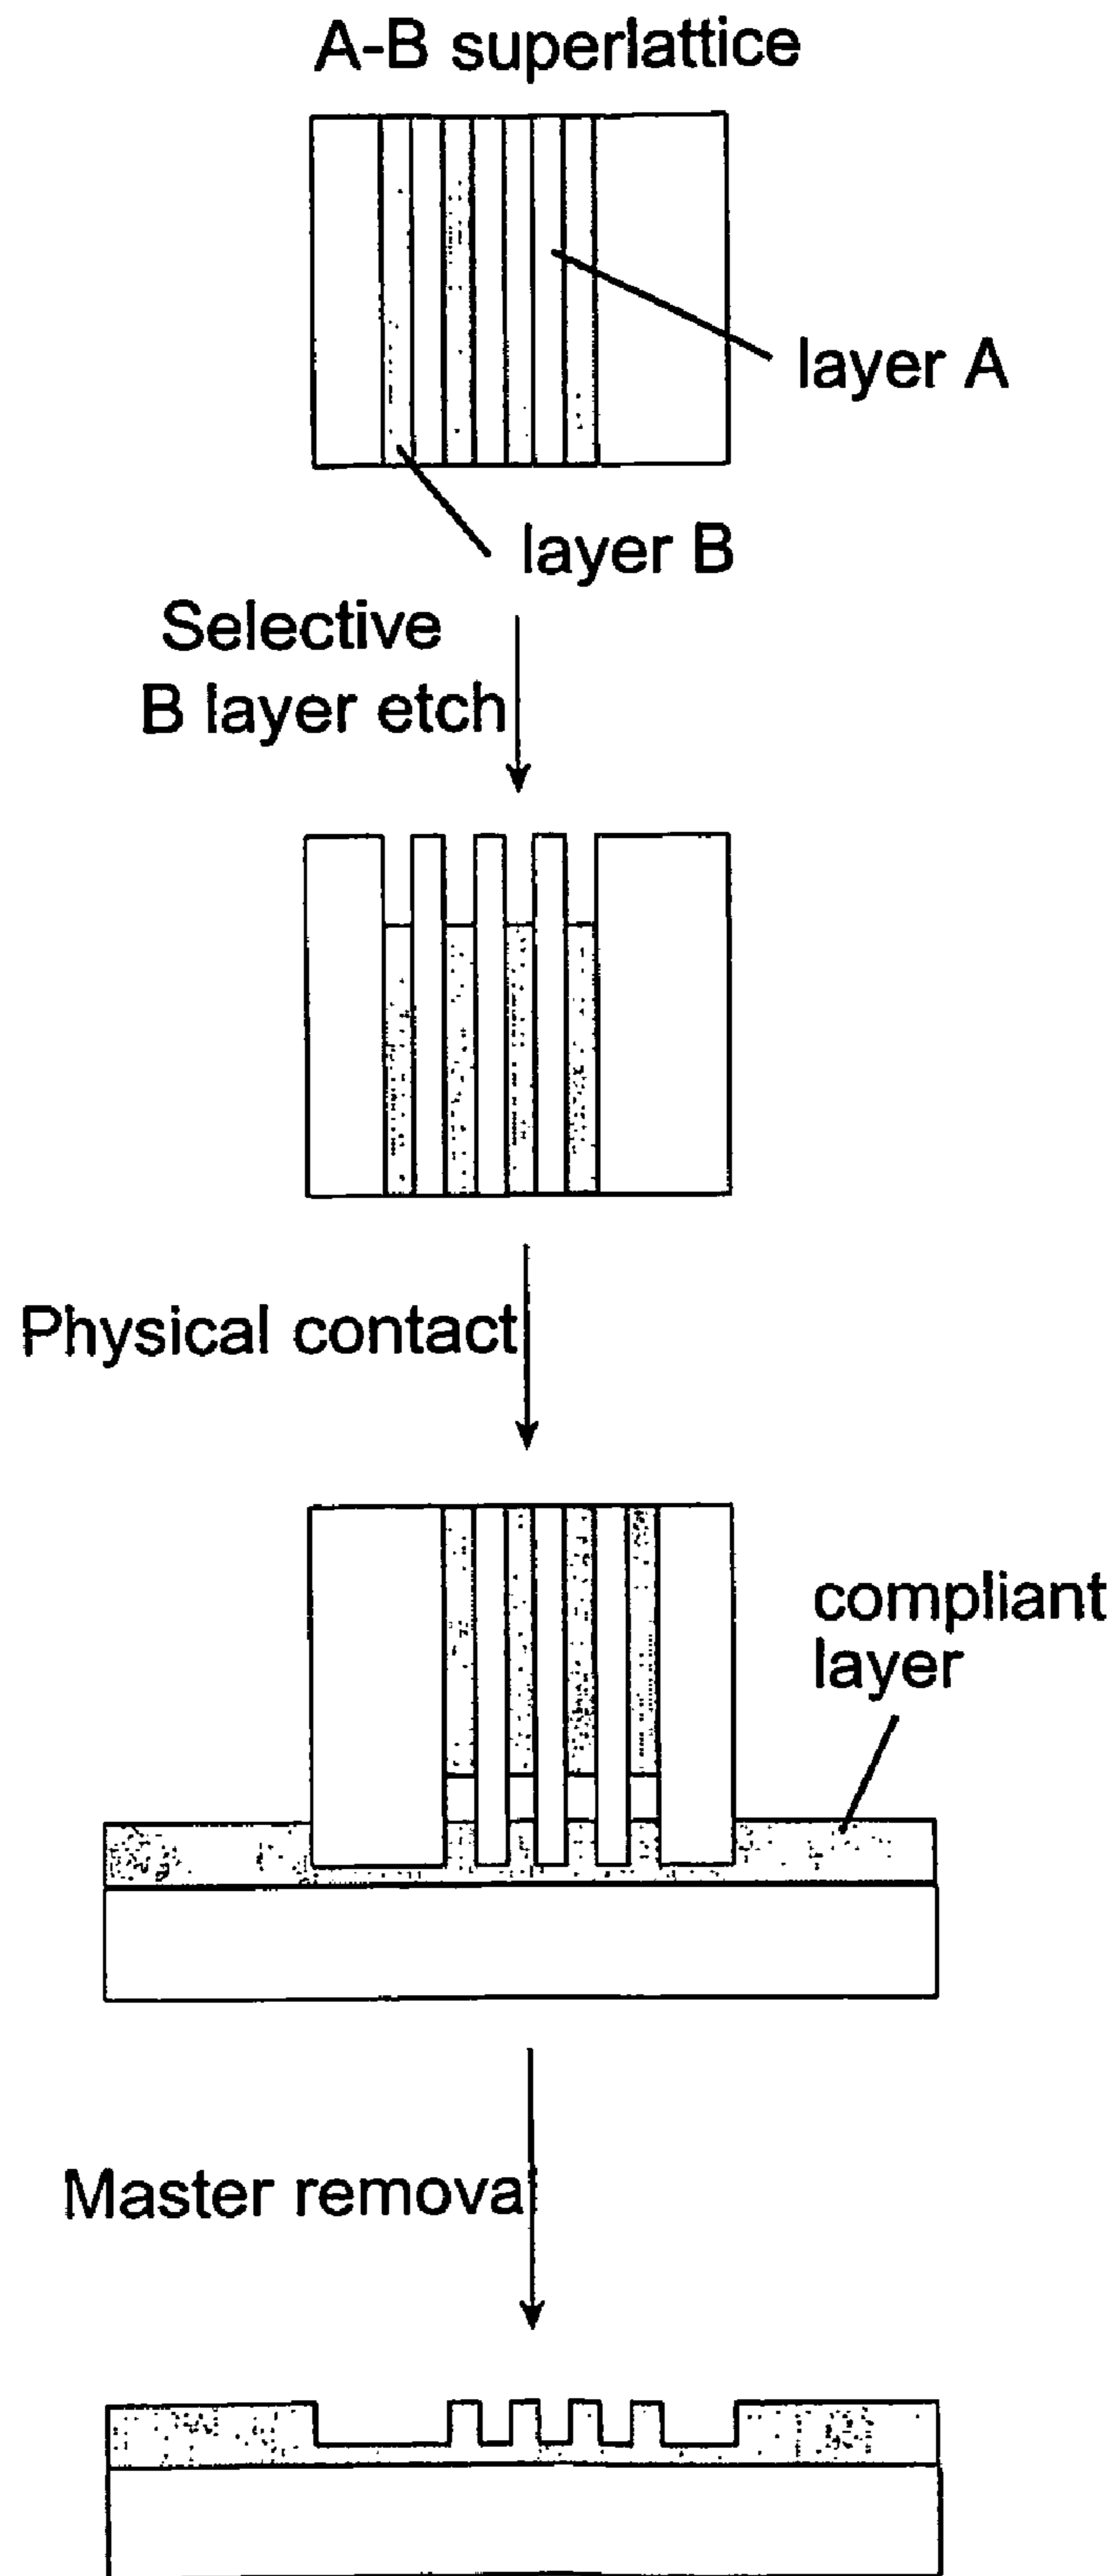 A-B superlattice
layer A
layer B
Selective
B layer etch
Physical contact
compliant
layer
Master remova